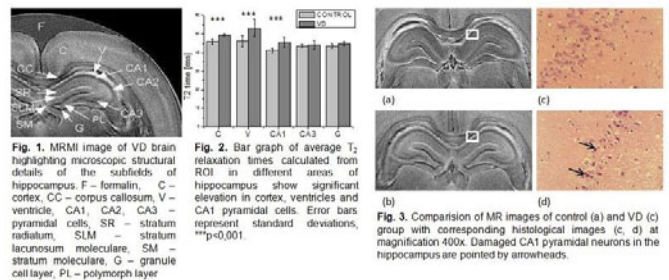 F
C
V
CC
CA1
CA2
SR
SLM
SM
G
PL
CA3
Fig. 1. MRMI image of VD brain
highlighting microscopic structural
details of the subfields of
hippocampus. F – formalin, C –
cortex, CC – corpus callosum, V –
ventricle, CA1, CA2, CA3 –
pyramidal cells, SR – stratum
radiatum, SLM – stratum
lacunosum moleculare, SM –
stratum moleculare, G – granule
cell layer, PL – polymorph layer
*** *** ***
CONTROL
VD
T2 time [ms]
C V CA1 CA3 G
Fig. 2. Bar graph of average T2
relaxation times calculated from
ROI in different areas of
hippocampus show significant
elevation in cortex, ventricles and
CA1 pyramidal cells. Error bars
represent standard deviations,
***p<0,001.
(a) (c)
(b) (d)
Fig. 3. Comparision of MR images of control (a) and VD (c)
group with corresponding histological images (c, d) at
magnification 400x. Damaged CA1 pyramidal neurons in the
hippocampus are pointed by arrowheads.